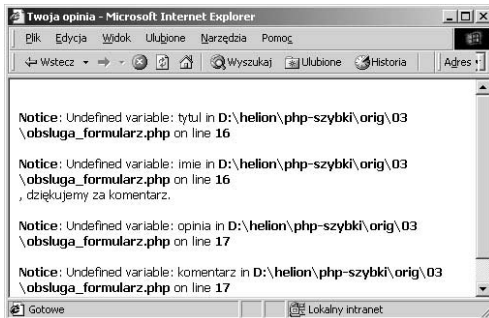 Twoja opinia - Microsoft Internet Explorer
Plik Edycja Widok Ulubione Narzędzia Pomoc
Wstecz Wyszukaj Ulubione Historia Adres
Notice: Undefined variable: tytul in D:\helion\php-szybki\orig\03
\obsluga_formularz.php on line 16
Notice: Undefined variable: imie in D:\helion\php-szybki\orig\03
\obsluga_formularz.php on line 16
, dziękujemy za komentarz.
Notice: Undefined variable: opinia in D:\helion\php-szybki\orig\03
\obsluga_formularz.php on line 17
Notice: Undefined variable: komentarz in D:\helion\php-szybki\orig\03
\obsluga_formularz.php on line 17
Gotowe Lokalny intranet